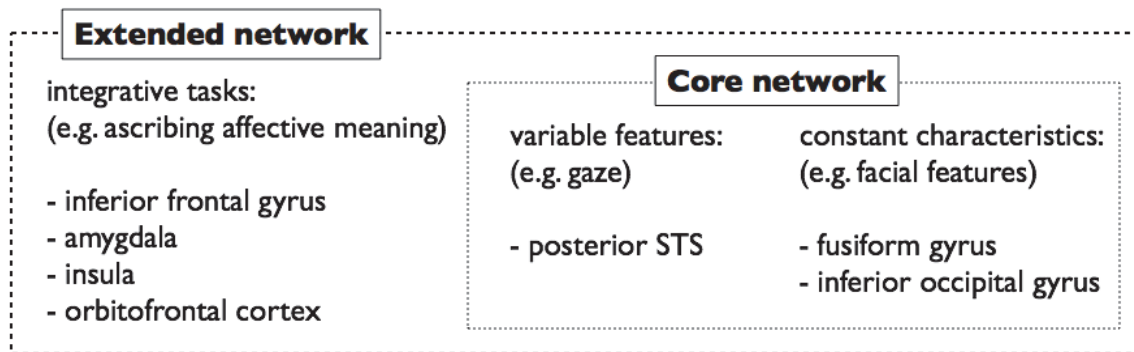 Extended network
integrative tasks:
(e.g. ascribing affective meaning)
- inferior frontal gyrus
- amygdala
- insula
- orbitofrontal cortex
Core network
variable features:
(e.g. gaze)
- posterior STS
constant characteristics:
(e.g. facial features)
- fusiform gyrus
- inferior occipital gyrus